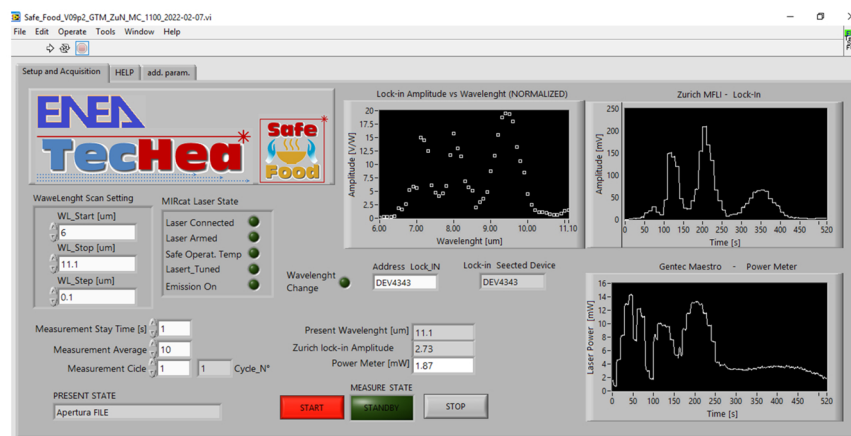 Safe_Food_V09p2_GTM_ZuN_MC_1100_2022-02-07.vi
File Edit Operate Tools Window Help
Setup and Acquisition HELP add. param.
ENEA
TecHea*
Safe*
Food
WaveLenght Scan Setting
WL_Start [um]
6
WL_Stop [um]
11.1
WL_Step [um]
0.1
MIRcat Laser State
Laser Connected
Laser Armed
Safe Operat. Temp
Lasert_Tuned
Emission On
Lock-in Amplitude vs Wavelenght (NORMALIZED)
Amplitude [V/W]
20-
17.5-
15-
12.5-
10-
7.5-
5-
2.5-
0-
6.00 7.00 8.00 9.00 10.00 11.10
Wavelenght [um]
Zurich MFLI - Lock-In
Amplitude [mV]
250
200
150
100
50
0
0 50 100 150 200 250 300 350 400 450 520
Time [s]
Wavelenght
Change
Address Lock_IN
DEV4343
Lock-in Seected Device
DEV4343
Gentec Maestro - Power Meter
Laser Power [mW]
16-
14-
12-
10-
8-
6-
4-
2-
0-
0 50 100 150 200 250 300 350 400 450 520
Time [s]
Measurement Stay Time [s] 1
Measurement Average 10
Measurement Cicle 1 1 Cycle_N°
Present Wavelenght [um] 11.1
Zurich lock-in Amplitude 2.73
Power Meter [mW] 1.87
PRESENT STATE
Apertura FILE
MEASURE STATE
START STANDBY STOP